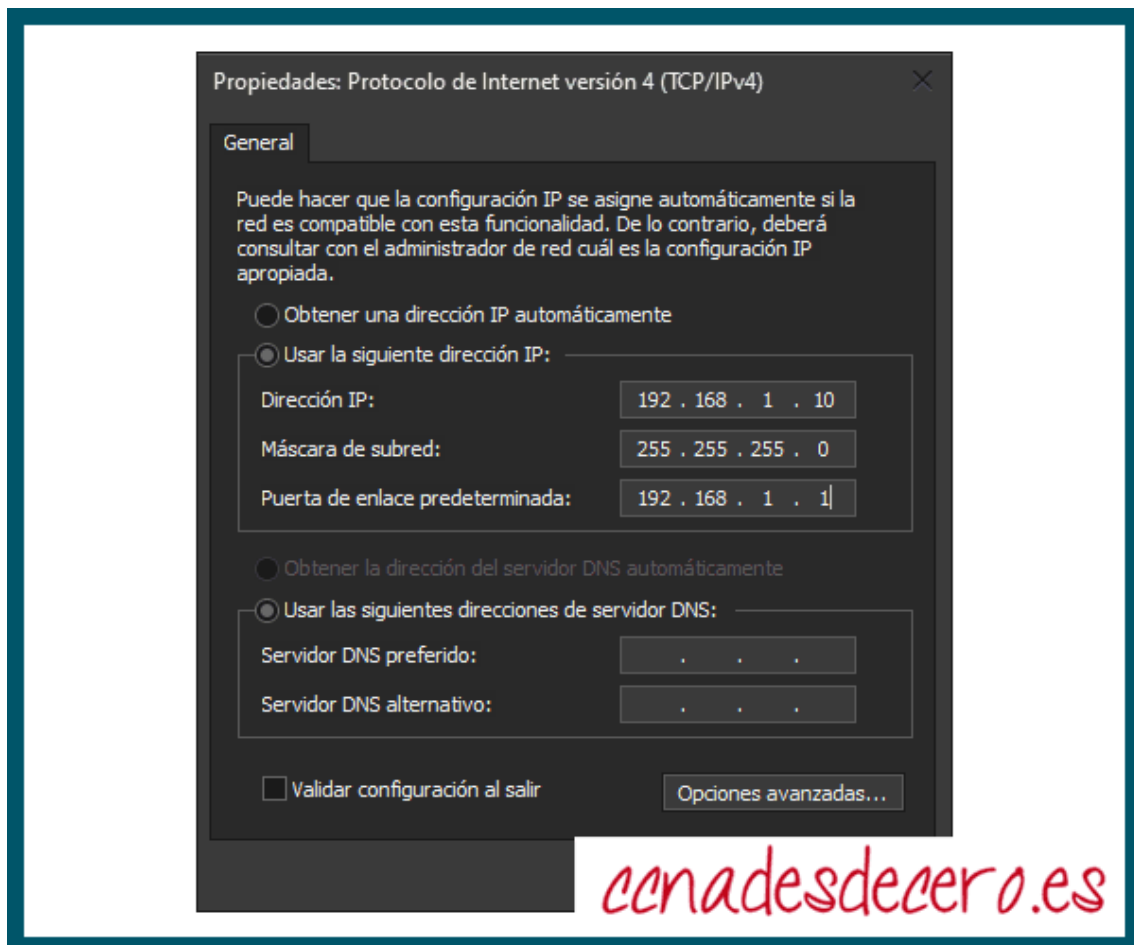 Propiedades: Protocolo de Internet versión 4 (TCP/IPv4)
General
Puede hacer que la configuración IP se asigne automáticamente si la
red es compatible con esta funcionalidad. De lo contrario, deberá
consultar con el administrador de red cuál es la configuración IP
apropiada.
Obtener una dirección IP automáticamente
Usar la siguiente dirección IP:
Dirección IP: 192 . 168 . 1 . 10
Máscara de subred: 255 . 255 . 255 . 0
Puerta de enlace predeterminada: 192 . 168 . 1 . 1
Obtener la dirección del servidor DNS automáticamente
Usar las siguientes direcciones de servidor DNS:
Servidor DNS preferido: . . .
Servidor DNS alternativo: . . .
Validar configuración al salir
Opciones avanzadas...
ccnadesdecero.es